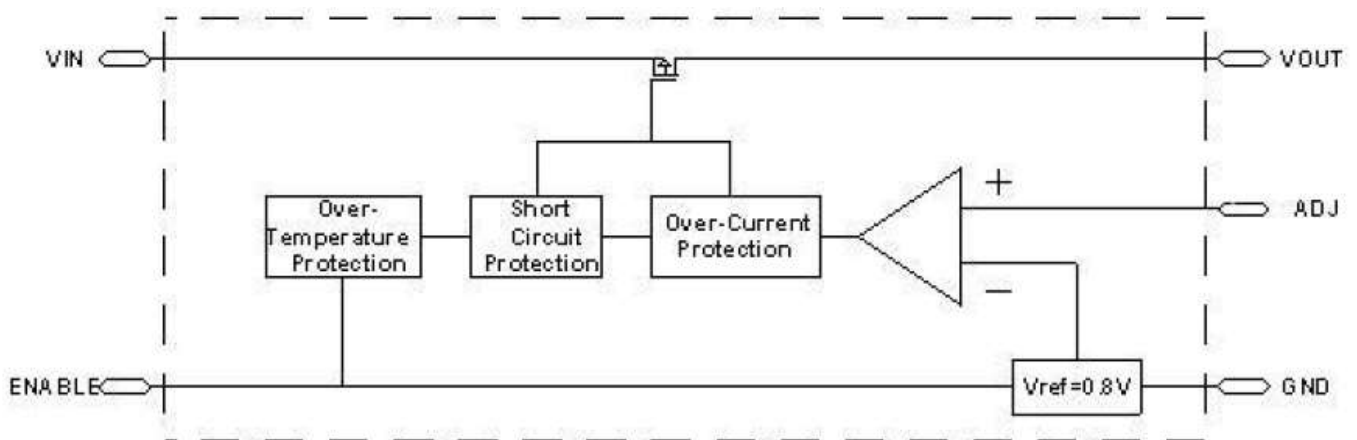 VIN
VOUT
Over-
Temperature
Protection
Short
Circuit
Protection
Over-Current
Protection
+
−
ADJ
ENABLE
Vref=0.8V
GND